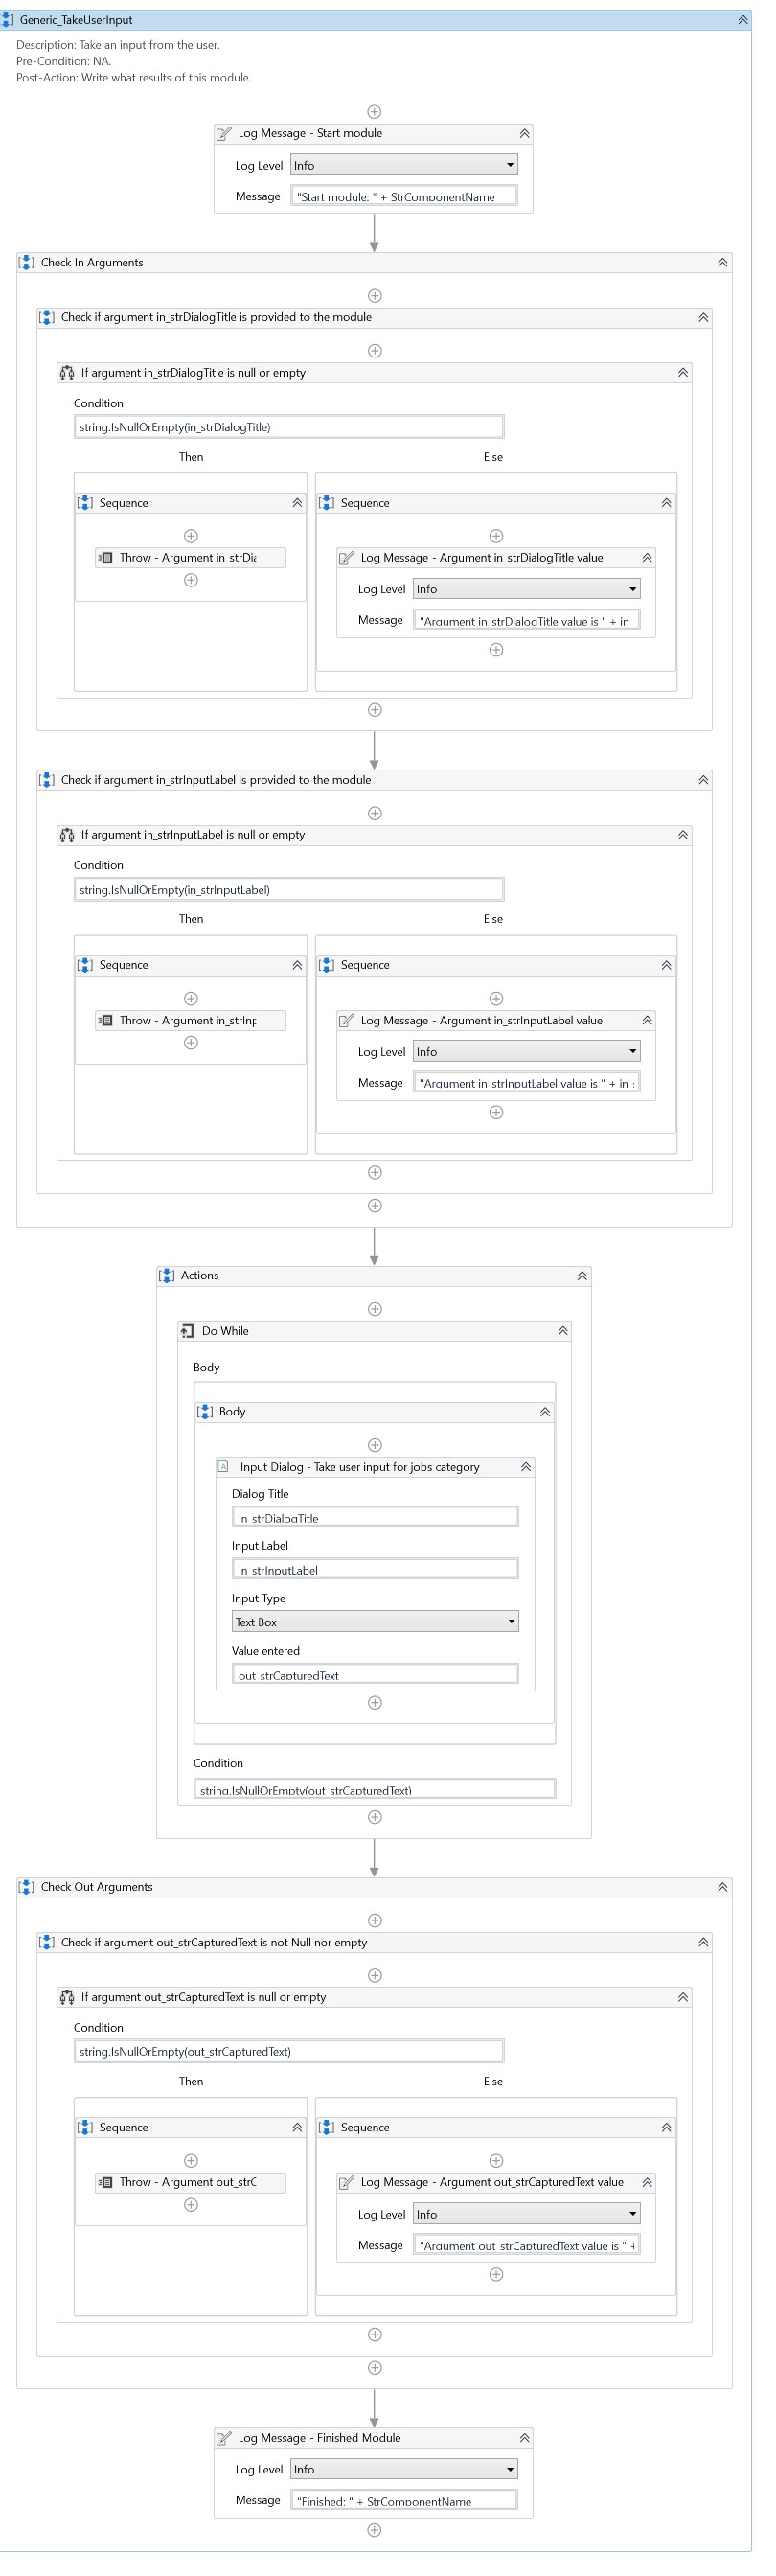 Generic_TakeUserInput
Description: Take an input from the user.
Pre-Condition: NA.
Post-Action: Write what results of this module.
Log Message - Start module
Log Level Info
Message "Start module: " + StrComponentName
Check In Arguments
Check if argument in_strDialogTitle is provided to the module
If argument in_strDialogTitle is null or empty
Condition
string.IsNullOrEmpty(in_strDialogTitle)
Then Else
Sequence Sequence
Throw - Argument in_strDia Log Message - Argument in_strDialogTitle value
Log Level Info
Message "Argument in_strDialogTitle value is " + in
Check if argument in_strInputLabel is provided to the module
If argument in_strInputLabel is null or empty
Condition
string.IsNullOrEmpty(in_strInputLabel)
Then Else
Sequence Sequence
Throw - Argument in_strInp Log Message - Argument in_strInputLabel value
Log Level Info
Message "Argument in_strInputLabel value is " + in
Actions
Do While
Body
Body
Input Dialog - Take user input for jobs category
Dialog Title
in_strDialogTitle
Input Label
in_strInputLabel
Input Type
Text Box
Value entered
out_strCapturedText
Condition
string.IsNullOrEmpty(out_strCapturedText)
Check Out Arguments
Check if argument out_strCapturedText is not Null nor empty
If argument out_strCapturedText is null or empty
Condition
string.IsNullOrEmpty(out_strCapturedText)
Then Else
Sequence Sequence
Throw - Argument out_strC Log Message - Argument out_strCapturedText value
Log Level Info
Message "Argument out_strCapturedText value is " +
Log Message - Finished Module
Log Level Info
Message "Finished: " + StrComponentName